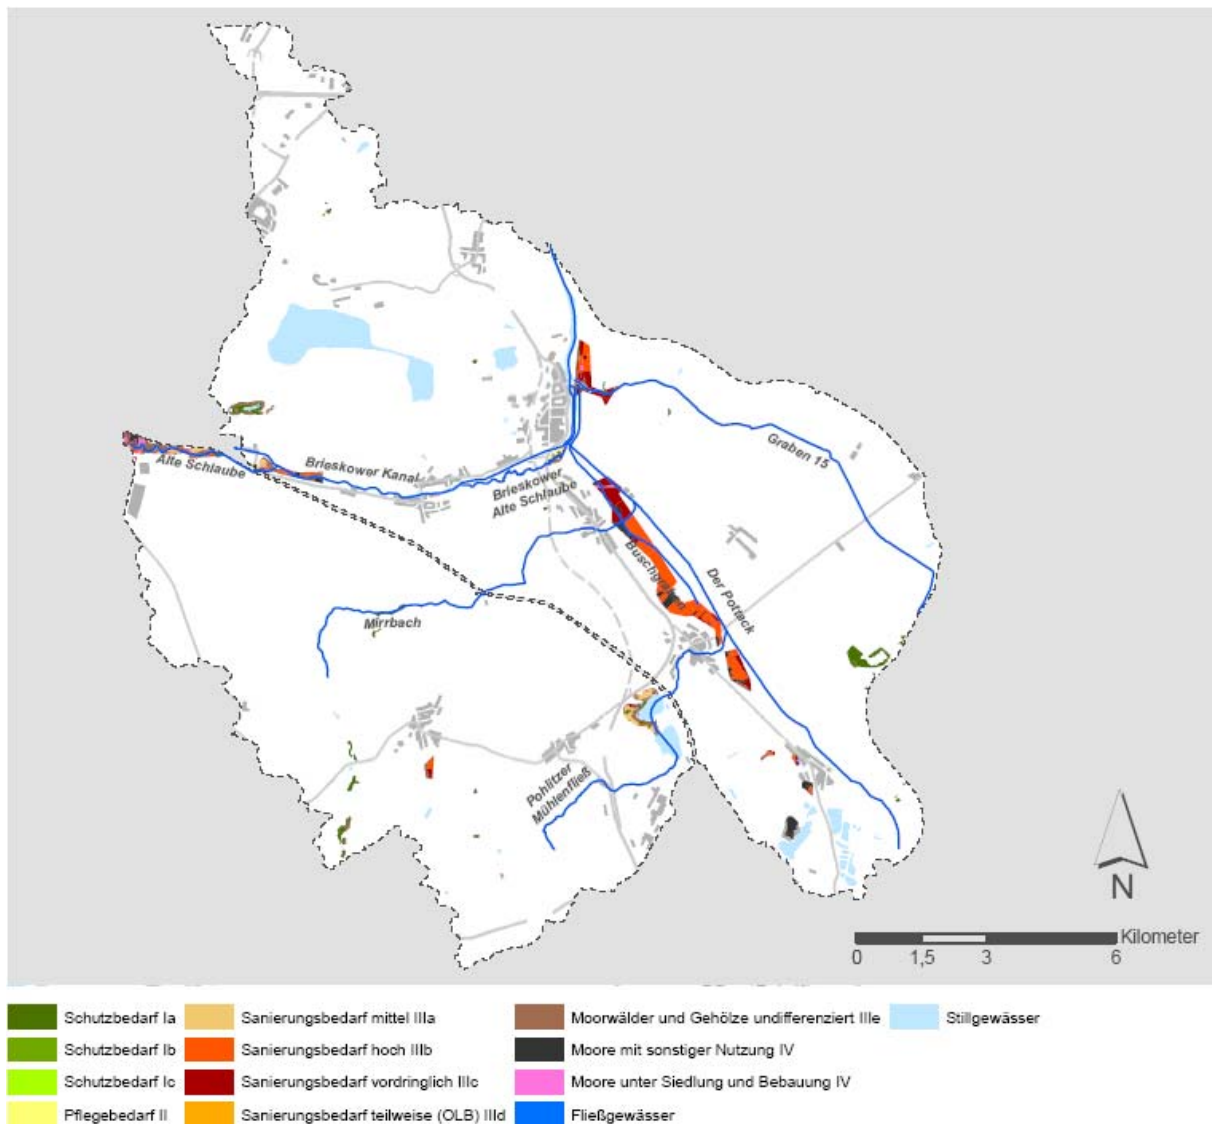 Graben 15
Alte Schlaube
Brieskower Kanal
Brieskower
Alte Schlaube
Buschgraben
Der Pottack
Mirrbach
Pohlitzer
Mühlenfließ
N
Kilometer
0 1,5 3 6
Schutzbedarf Ia
Sanierungsbedarf mittel IIIa
Moorwälder und Gehölze undifferenziert IIIe
Stillgewässer
Schutzbedarf Ib
Sanierungsbedarf hoch IIIb
Moore mit sonstiger Nutzung IV
Schutzbedarf Ic
Sanierungsbedarf vordringlich IIIc
Moore unter Siedlung und Bebauung IV
Pflegebedarf II
Sanierungsbedarf teilweise (OLB) IIId
Fließgewässer